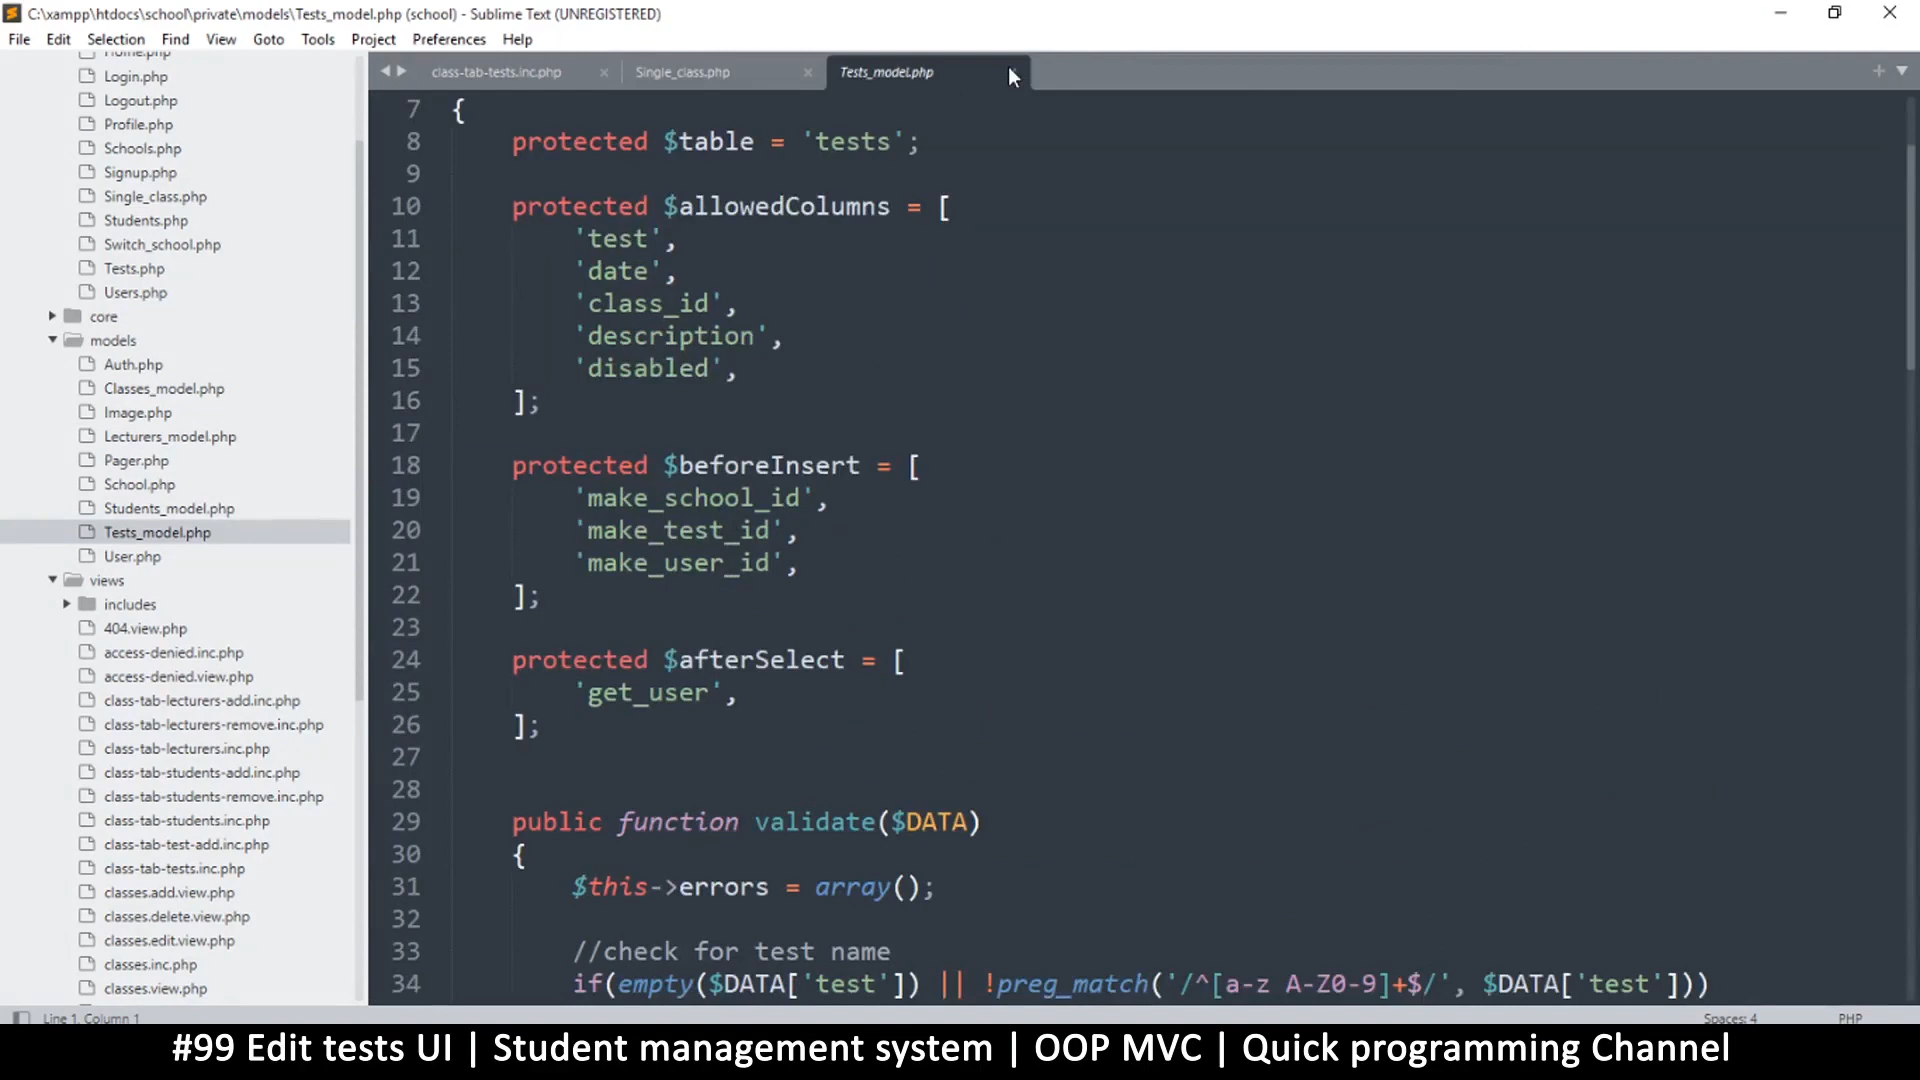 C:\xampp\htdocs\school\private\models\Tests_model.php (school) - Sublime Text (UNREGISTERED)
File Edit Selection Find View Goto Tools Project Preferences Help
Home.php
Login.php
Logout.php
Profile.php
Schools.php
Signup.php
Single_class.php
Students.php
Switch_school.php
Tests.php
Users.php
core
models
Auth.php
Classes_model.php
Image.php
Lecturers_model.php
Pager.php
School.php
Students_model.php
Tests_model.php
User.php
views
includes
404.view.php
access-denied.inc.php
access-denied.view.php
class-tab-lecturers-add.inc.php
class-tab-lecturers-remove.inc.php
class-tab-lecturers.inc.php
class-tab-students-add.inc.php
class-tab-students-remove.inc.php
class-tab-students.inc.php
class-tab-test-add.inc.php
class-tab-tests.inc.php
classes.add.view.php
classes.delete.view.php
classes.edit.view.php
classes.inc.php
classes.view.php
class-tab-tests.inc.php Single_class.php Tests_model.php
7 {
8 protected $table = 'tests';
9
10 protected $allowedColumns = [
11 'test',
12 'date',
13 'class_id',
14 'description',
15 'disabled',
16 ];
17
18 protected $beforeInsert = [
19 'make_school_id',
20 'make_test_id',
21 'make_user_id',
22 ];
23
24 protected $afterSelect = [
25 'get_user',
26 ];
27
28
29 public function validate($DATA)
30 {
31 $this->errors = array();
32
33 //check for test name
34 if(empty($DATA['test']) || !preg_match('/^[a-z A-Z0-9]+$/', $DATA['test']))
Line 1, Column 1 Spaces: 4 PHP
#99 Edit tests UI | Student management system | OOP MVC | Quick programming Channel